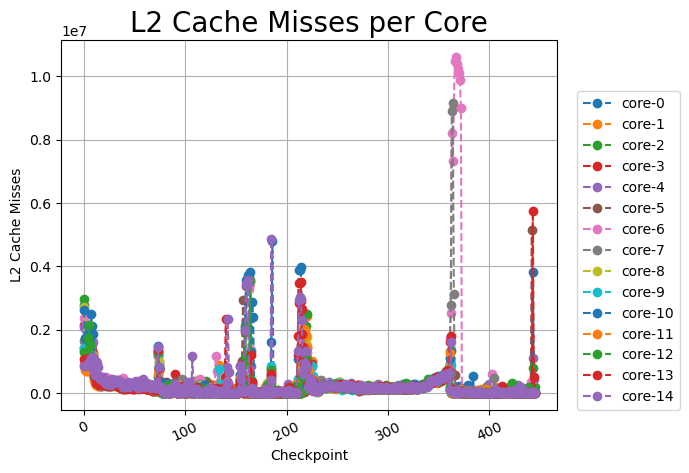 L2 Cache Misses per Core
1e7
1.0
0.8
0.6
0.4
0.2
0.0
L2 Cache Misses
0
100
200
300
400
Checkpoint
core-0
core-1
core-2
core-3
core-4
core-5
core-6
core-7
core-8
core-9
core-10
core-11
core-12
core-13
core-14